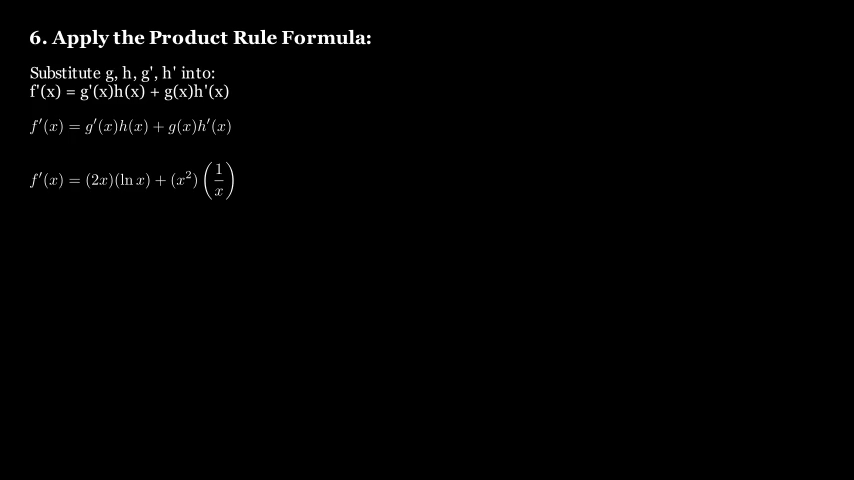 6. Apply the Product Rule Formula:
Substitute g, h, g', h' into:
f'(x) = g'(x)h(x) + g(x)h'(x)
f′(x) = g′(x)h(x) + g(x)h′(x)
f′(x) = (2x)(ln x) + (x²) (1/x)